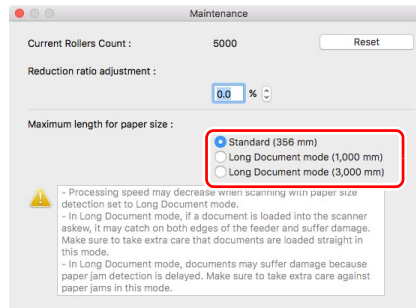 Maintenance
Current Rollers Count : 5000 Reset
Reduction ratio adjustment :
0.0 %
Maximum length for paper size :
Standard (356 mm)
Long Document mode (1,000 mm)
Long Document mode (3,000 mm)
- Processing speed may decrease when scanning with paper size
detection set to Long Document mode.
- In Long Document mode, if a document is loaded into the scanner
askew, it may catch on both edges of the feeder and suffer damage.
Make sure to take extra care that documents are loaded straight in
this mode.
- In Long Document mode, documents may suffer damage because
paper jam detection is delayed. Make sure to take extra care against
paper jams in this mode.